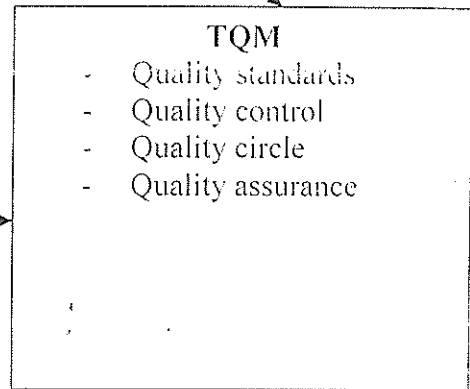 TQM
- Quality standards
- Quality control
- Quality circle
- Quality assurance